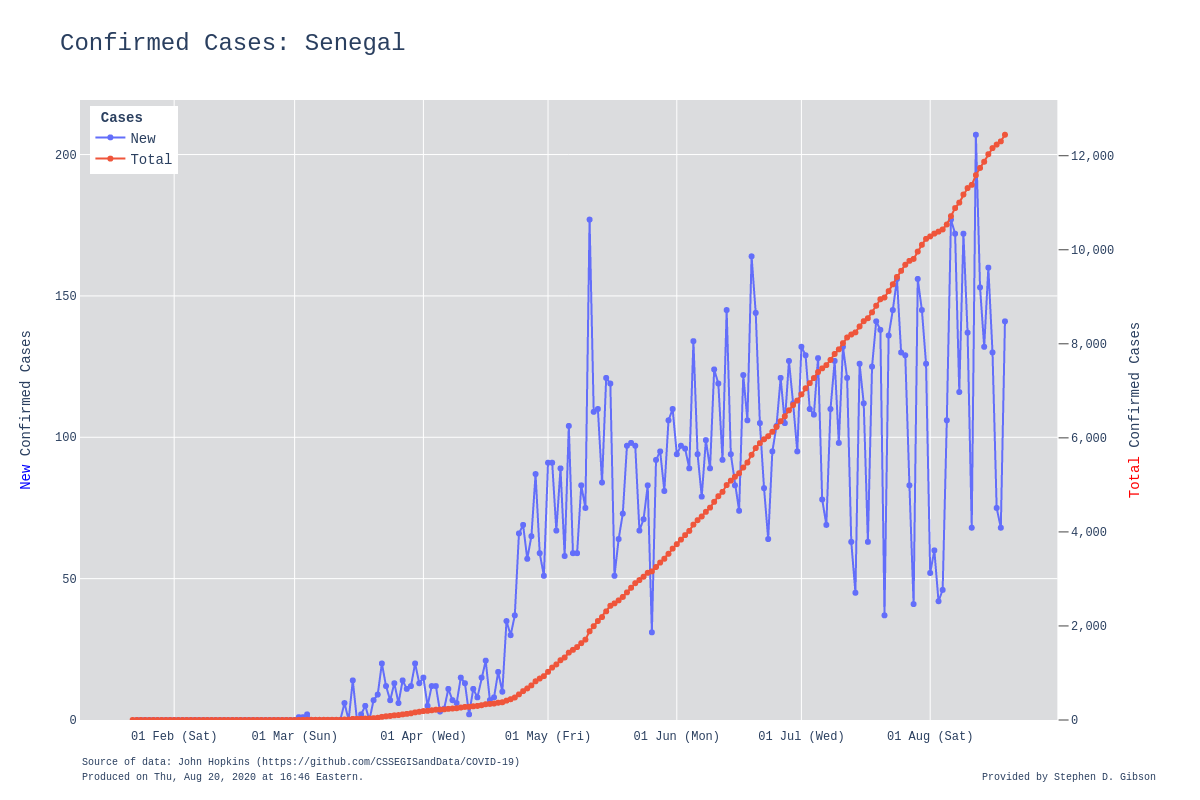 Confirmed Cases: Senegal
Cases
New
Total
200
150
100
50
0
12,000
10,000
8,000
6,000
4,000
2,000
0
New Confirmed Cases
Total Confirmed Cases
01 Feb (Sat)
01 Mar (Sun)
01 Apr (Wed)
01 May (Fri)
01 Jun (Mon)
01 Jul (Wed)
01 Aug (Sat)
Source of data: John Hopkins (https://github.com/CSSEGISandData/COVID-19)
Produced on Thu, Aug 20, 2020 at 16:46 Eastern.
Provided by Stephen D. Gibson